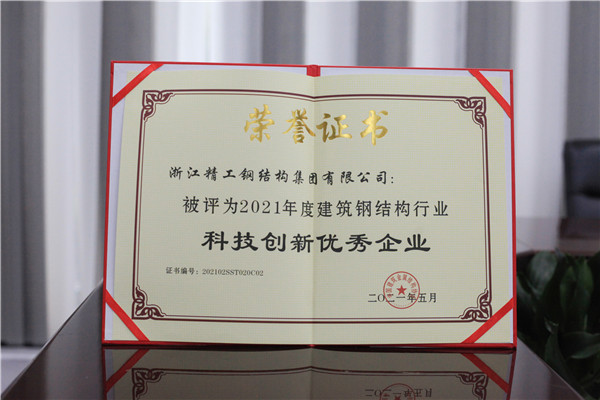 荣誉证书
浙江精工钢结构集团有限公司：
被评为2021年度建筑钢结构行业
科技创新优秀企业
证书编号：202102SST020C02
二〇二一年五月